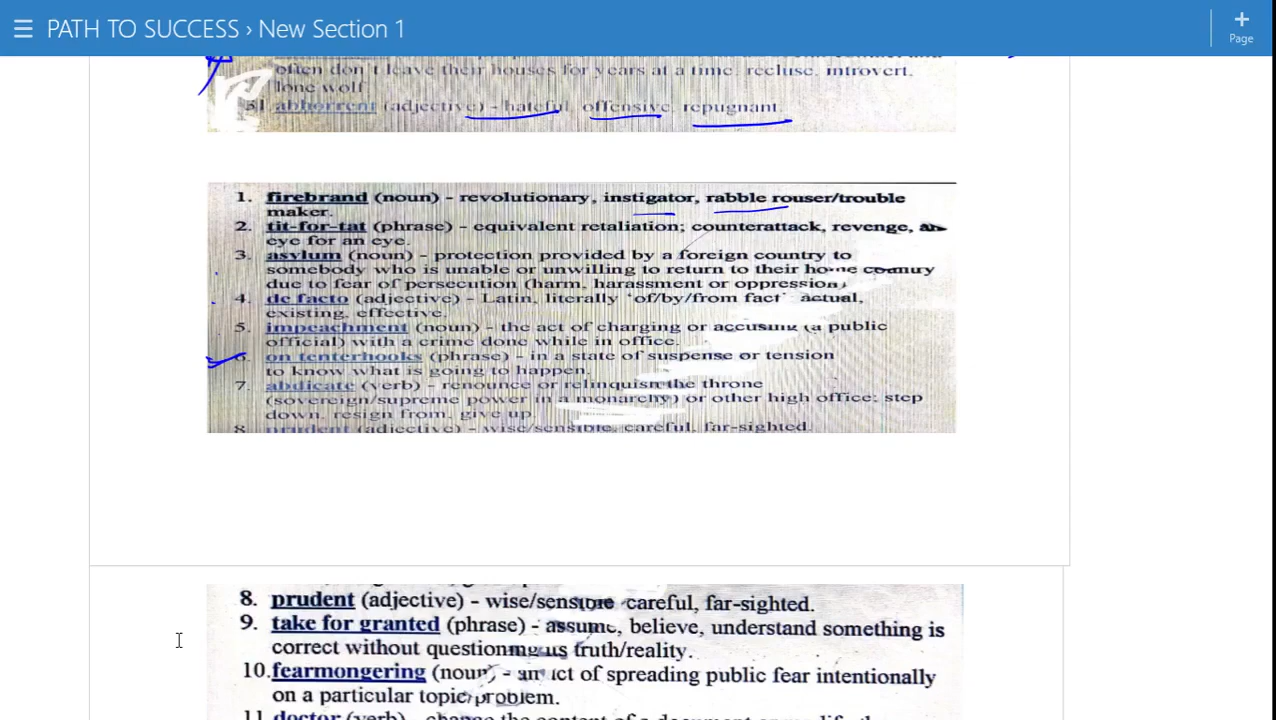 PATH TO SUCCESS › New Section 1
Page
often don't leave their houses for years at a time. recluse, introvert,
lone wolf
51 abhorrent (adjective) - hateful, offensive, repugnant.
1. firebrand (noun) - revolutionary, instigator, rabble rouser/trouble
maker.
2. tit-for-tat (phrase) - equivalent retaliation; counterattack, revenge, an
eye for an eye.
3. asylum (noun) - protection provided by a foreign country to
somebody who is unable or unwilling to return to their home country
due to fear of persecution (harm, harassment or oppression)
4. de facto (adjective) - Latin, literally 'of/by/from fact' actual,
existing, effective.
5. impeachment (noun) - the act of charging or accusing (a public
official) with a crime done while in office.
6. on tenterhooks (phrase) - in a state of suspense or tension
to know what is going to happen.
7. abdicate (verb) - renounce or relinquish the throne
(sovereign/supreme power in a monarchy) or other high office; step
down, resign from, give up
8 prudent (adjective) - wise/sensible, careful, far-sighted.
8. prudent (adjective) - wise/sensible careful, far-sighted.
9. take for granted (phrase) - assume, believe, understand something is
correct without questioning its truth/reality.
10. fearmongering (noun) - an act of spreading public fear intentionally
on a particular topic/problem.
11 doctor (verb) - change the content of a document or